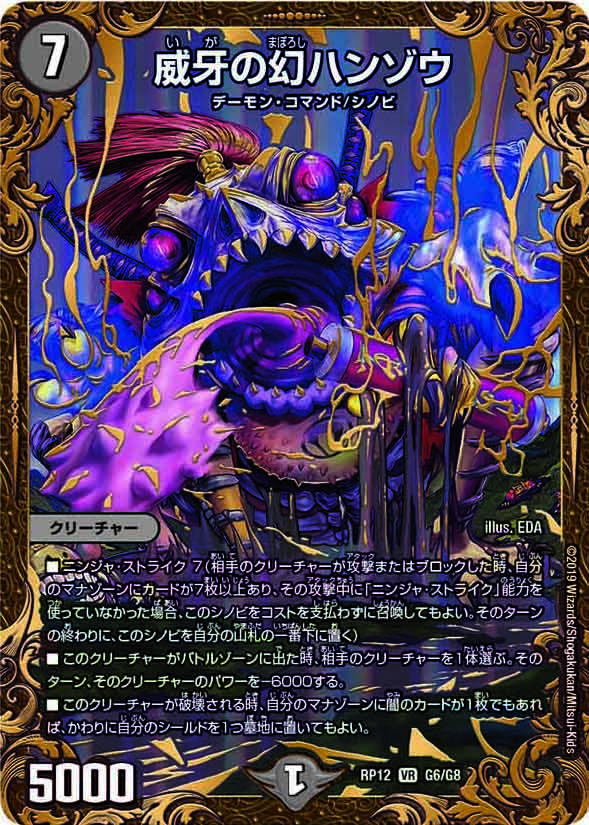 7
威牙の幻ハンゾウ
いが まぼろし
デーモン・コマンド/シノビ
クリーチャー
illus. EDA
■ニンジャ・ストライク 7(相手のクリーチャーが攻撃またはブロックした時、自分
のマナゾーンにカードが7枚以上あり、その攻撃中に「ニンジャ・ストライク」能力を
使っていなかった場合、このシノビをコストを支払わずに召喚してもよい。そのターン
の終わりに、このシノビを自分の山札の一番下に置く)
■このクリーチャーがバトルゾーンに出た時、相手のクリーチャーを1体選ぶ。その
ターン、そのクリーチャーのパワーを-6000する。
■このクリーチャーが破壊される時、自分のマナゾーンに闇のカードが1枚でもあれ
ば、かわりに自分のシールドを1つ墓地に置いてもよい。
©2019 Wizards/Shogakukan/Mitsui-Kids
5000
1
RP12 VR G6/G8